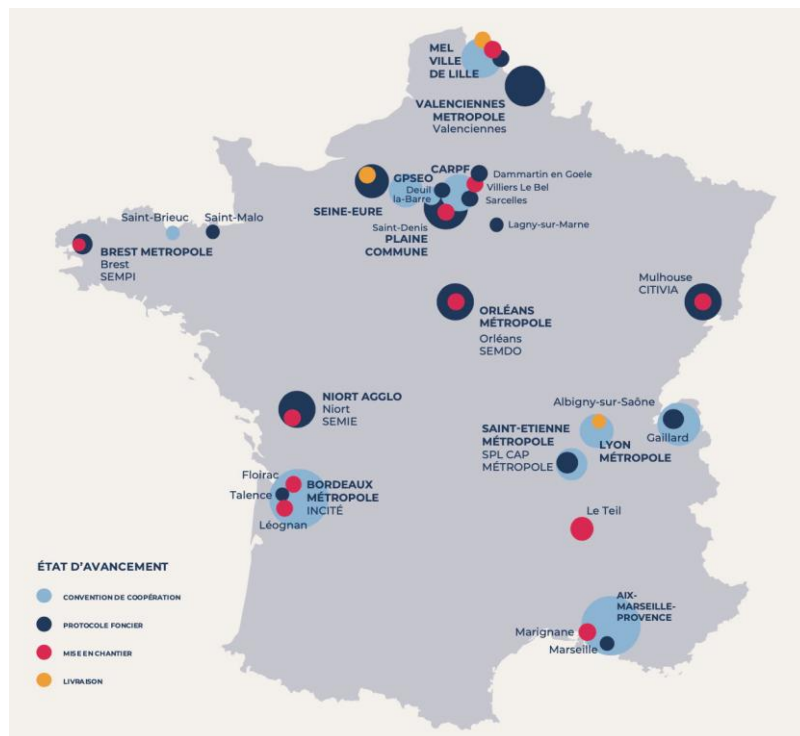 MEL
VILLE
DE LILLE
VALENCIENNES
METROPOLE
Valenciennes
CARPF
Dammartin en Goele
GPSEO
Villiers Le Bel
Deuil
la-Barre
Sarcelles
SEINE-EURE
Saint-Denis
PLAINE
COMMUNE
Lagny-sur-Marne
Saint-Brieuc
Saint-Malo
BREST METROPOLE
Brest
SEMPI
Mulhouse
CITIVIA
ORLÉANS
MÉTROPOLE
Orléans
SEMDO
NIORT AGGLO
Niort
SEMIE
Albigny-sur-Saône
SAINT-ETIENNE
MÉTROPOLE
SPL CAP
MÉTROPOLE
LYON
MÉTROPOLE
Gaillard
Floirac
Talence
Léognan
BORDEAUX
MÉTROPOLE
INCITÉ
Le Teil
AIX-
MARSEILLE-
PROVENCE
Marignane
Marseille
ÉTAT D'AVANCEMENT
CONVENTION DE COOPÉRATION
PROTOCOLE FONCIER
MISE EN CHANTIER
LIVRAISON